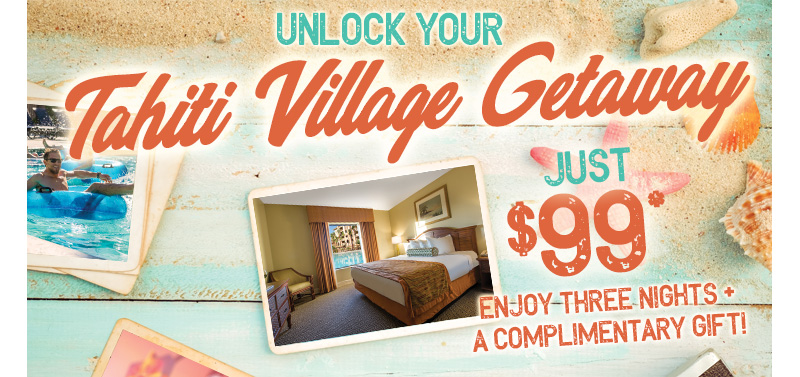 UNLOCK YOUR
Tahiti Village Getaway
JUST
$99*
ENJOY THREE NIGHTS +
A COMPLIMENTARY GIFT!